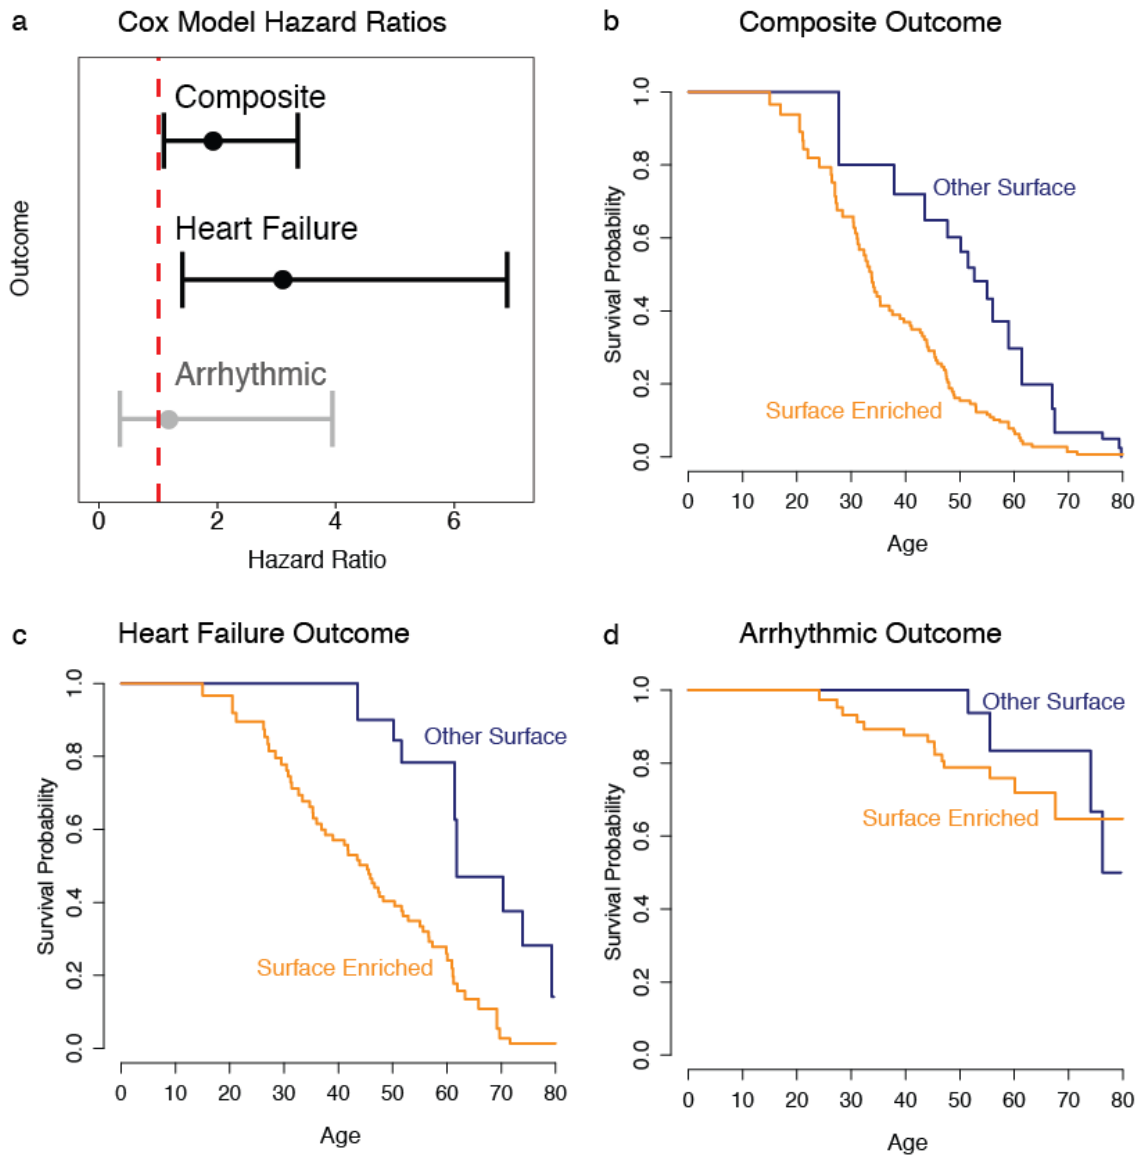 a Cox Model Hazard Ratios
Composite
Heart Failure
Arrhythmic
Outcome
0 2 4 6
Hazard Ratio
b Composite Outcome
1.0
0.8
0.6
0.4
0.2
0.0
Survival Probability
Other Surface
Surface Enriched
0 10 20 30 40 50 60 70 80
Age
c Heart Failure Outcome
1.0
0.8
0.6
0.4
0.2
0.0
Survival Probability
Other Surface
Surface Enriched
0 10 20 30 40 50 60 70 80
Age
d Arrhythmic Outcome
1.0
0.8
0.6
0.4
0.2
0.0
Survival Probability
Other Surface
Surface Enriched
0 10 20 30 40 50 60 70 80
Age